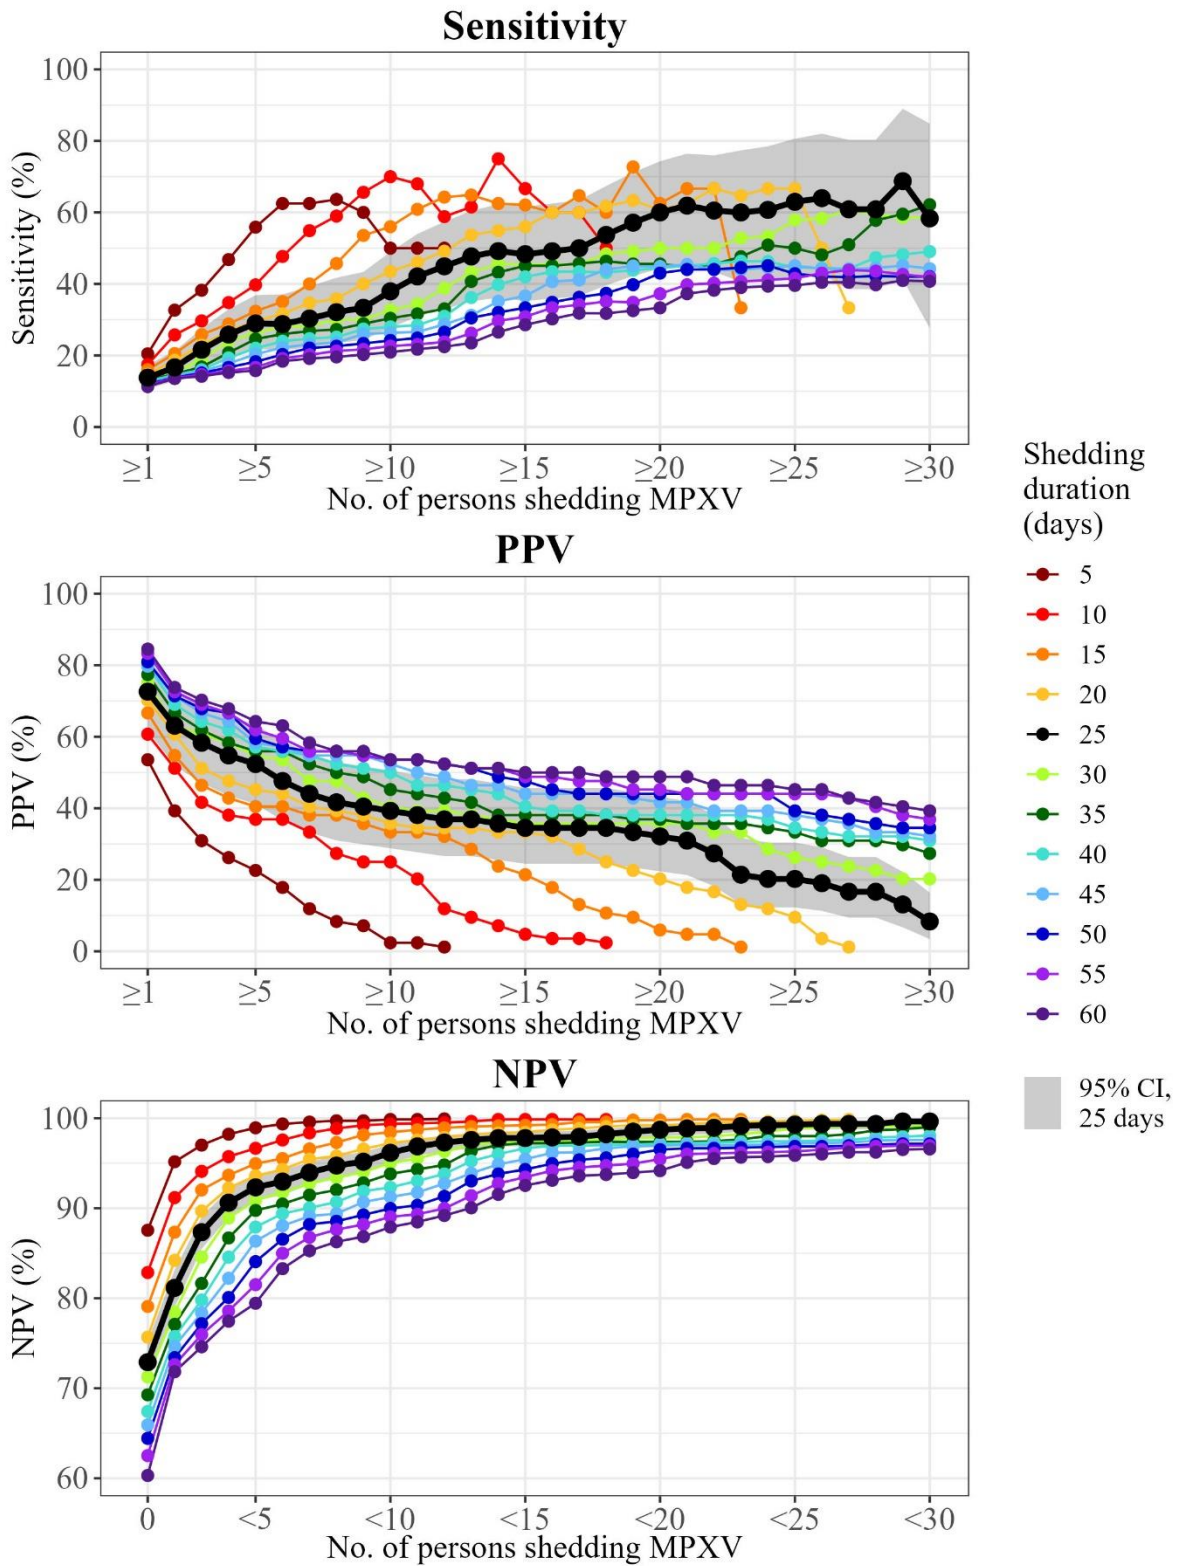 Sensitivity
100
80
60
40
20
0
Sensitivity (%)
≥1 ≥5 ≥10 ≥15 ≥20 ≥25 ≥30
No. of persons shedding MPXV
PPV
100
80
60
40
20
0
PPV (%)
≥1 ≥5 ≥10 ≥15 ≥20 ≥25 ≥30
No. of persons shedding MPXV
NPV
100
90
80
70
60
NPV (%)
0 <5 <10 <15 <20 <25 <30
No. of persons shedding MPXV
Shedding
duration
(days)
5
10
15
20
25
30
35
40
45
50
55
60
95% CI,
25 days